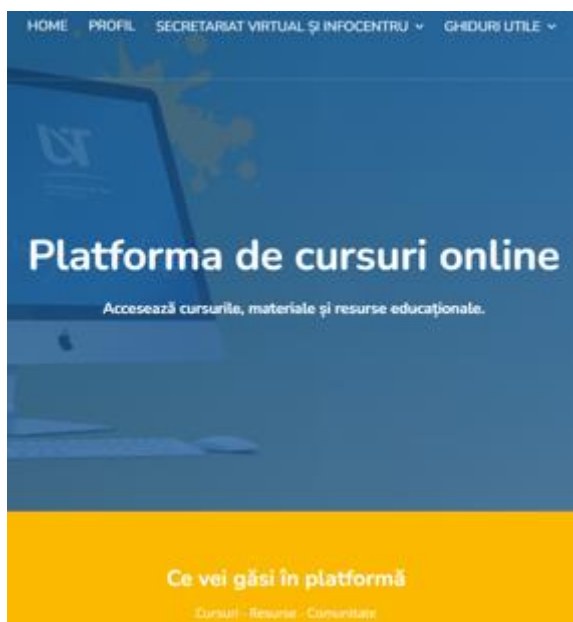 HOME PROFIL SECRETARIAT VIRTUAL ȘI INFOCENTRU GHIDURI UTILE
Platforma de cursuri online
Accesează cursurile, materiale și resurse educaționale.
Ce vei găsi în platformă
Cursuri - Resurse - Comunitate